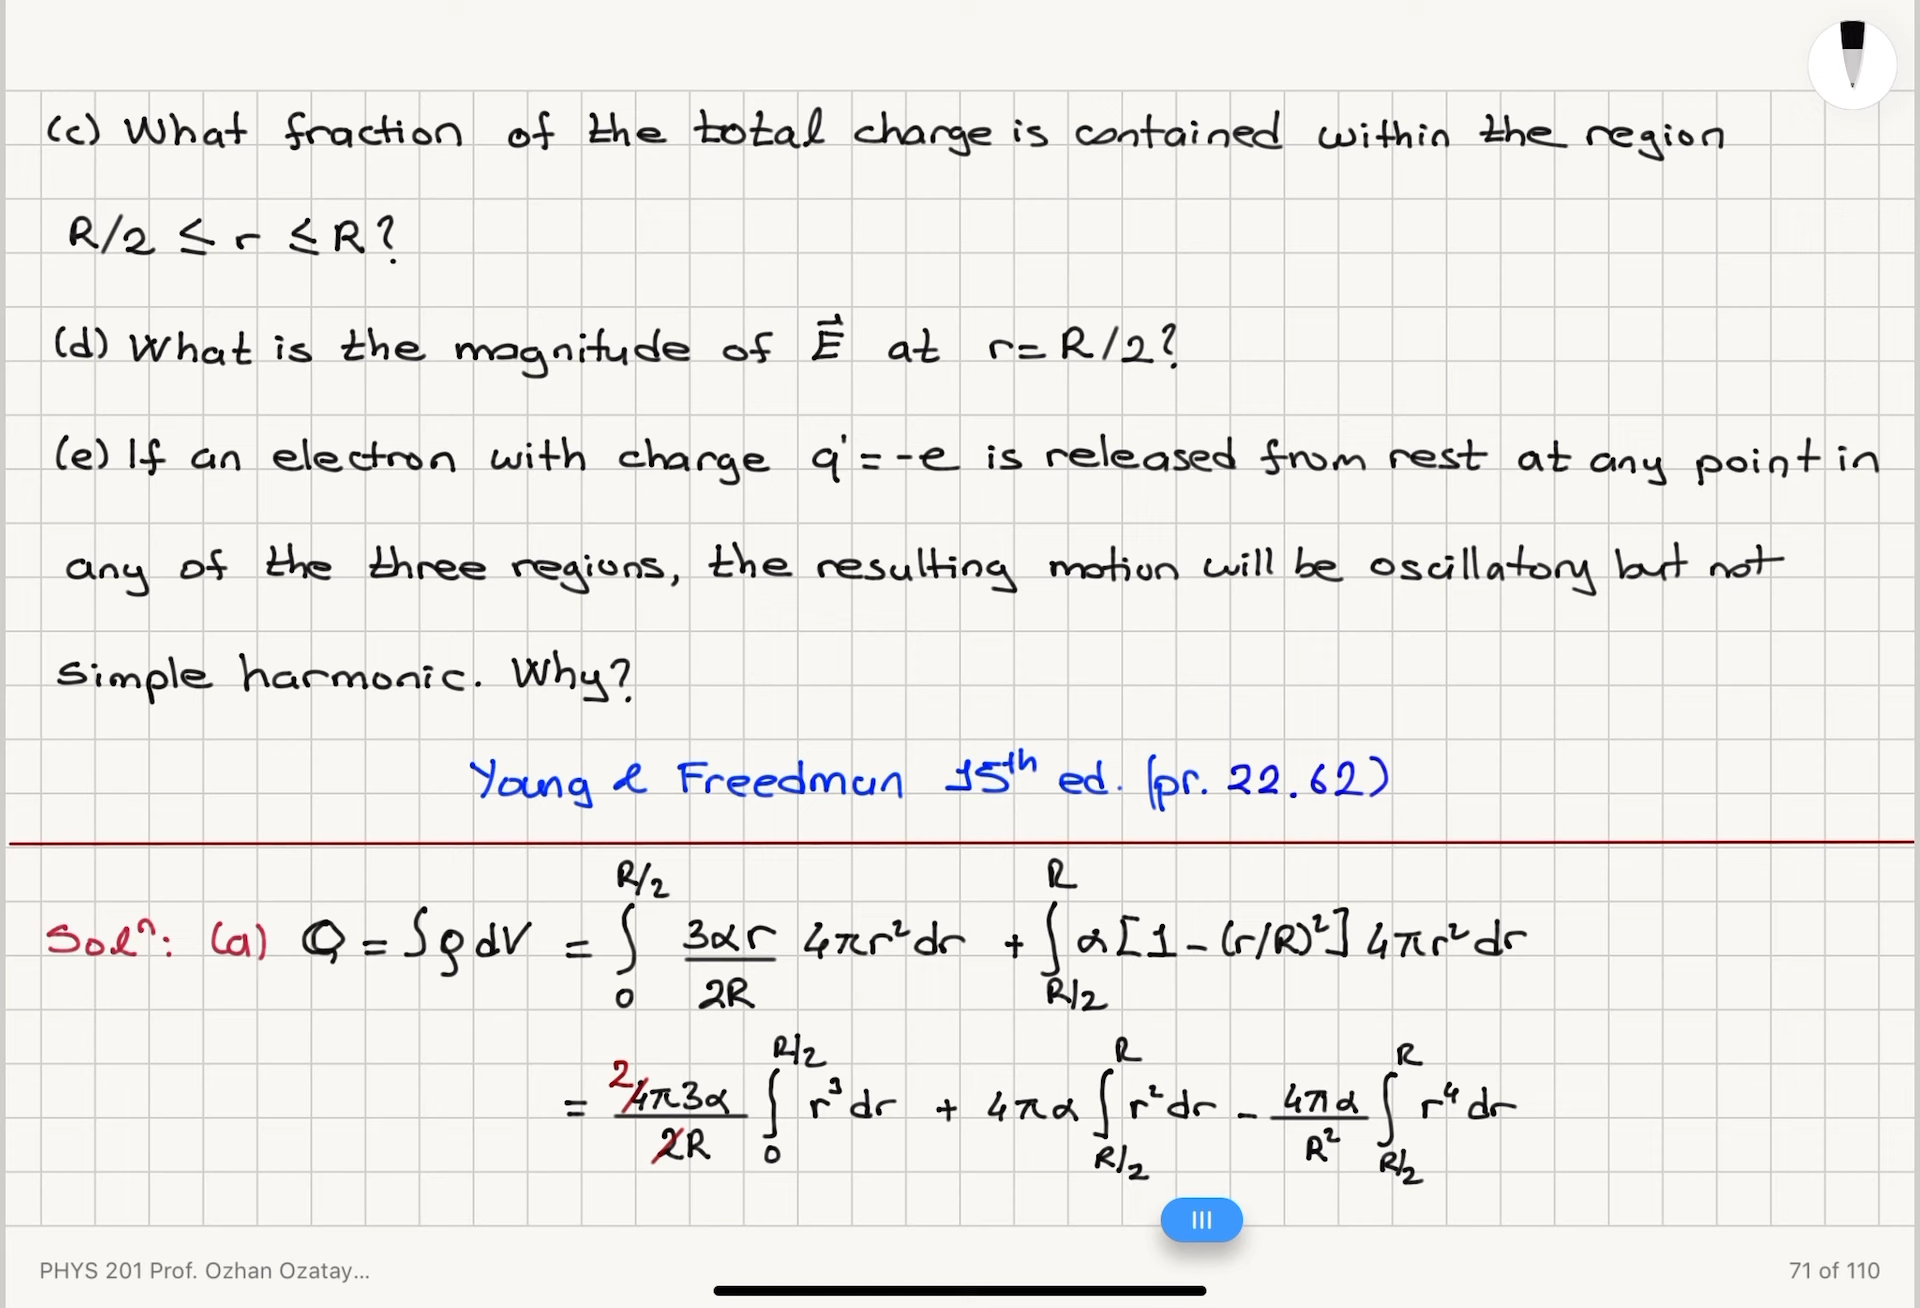 (c) What fraction of the total charge is contained within the region
R/2 ≤ r ≤ R?
(d) What is the magnitude of E⃗ at r = R/2?
(e) If an electron with charge q' = -e is released from rest at any point in
any of the three regions, the resulting motion will be oscillatory but not
simple harmonic. Why?
Young & Freedman 15th ed. (pr. 22.62)
Solⁿ: (a) Q = ∫ρdV = ∫₀^{R/2} 3αr/2R 4πr²dr + ∫_{R/2}^{R} α[1-(r/R)²] 4πr²dr
= 2 4π3α/2R ∫₀^{R/2} r³dr + 4πα ∫_{R/2}^{R} r²dr - 4πα/R² ∫_{R/2}^{R} r⁴dr
PHYS 201 Prof. Ozhan Ozatay...
71 of 110